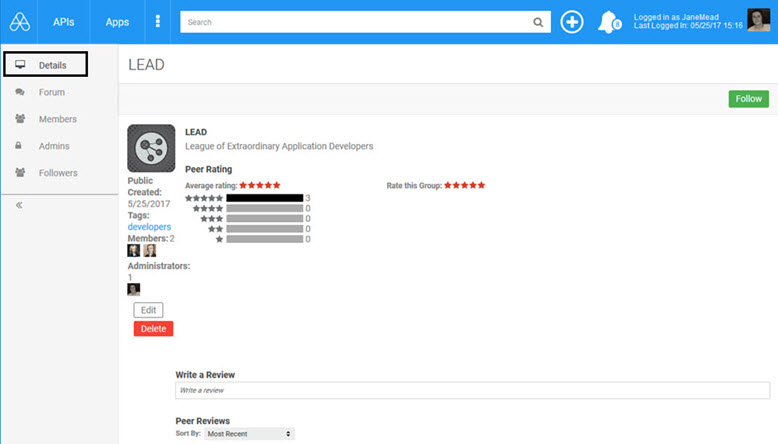 APIs
Apps
Search
8
Logged in as JaneMead
Last Logged In: 05/25/17 15:16
Details
Forum
Members
Admins
Followers
«
LEAD
Follow
LEAD
League of Extraordinary Application Developers
Peer Rating
Average rating:
Rate this Group:
3
0
0
0
0
Public
Created:
5/25/2017
Tags:
developers
Members: 2
Administrators:
1
Edit
Delete
Write a Review
Write a review
Peer Reviews
Sort By: Most Recent